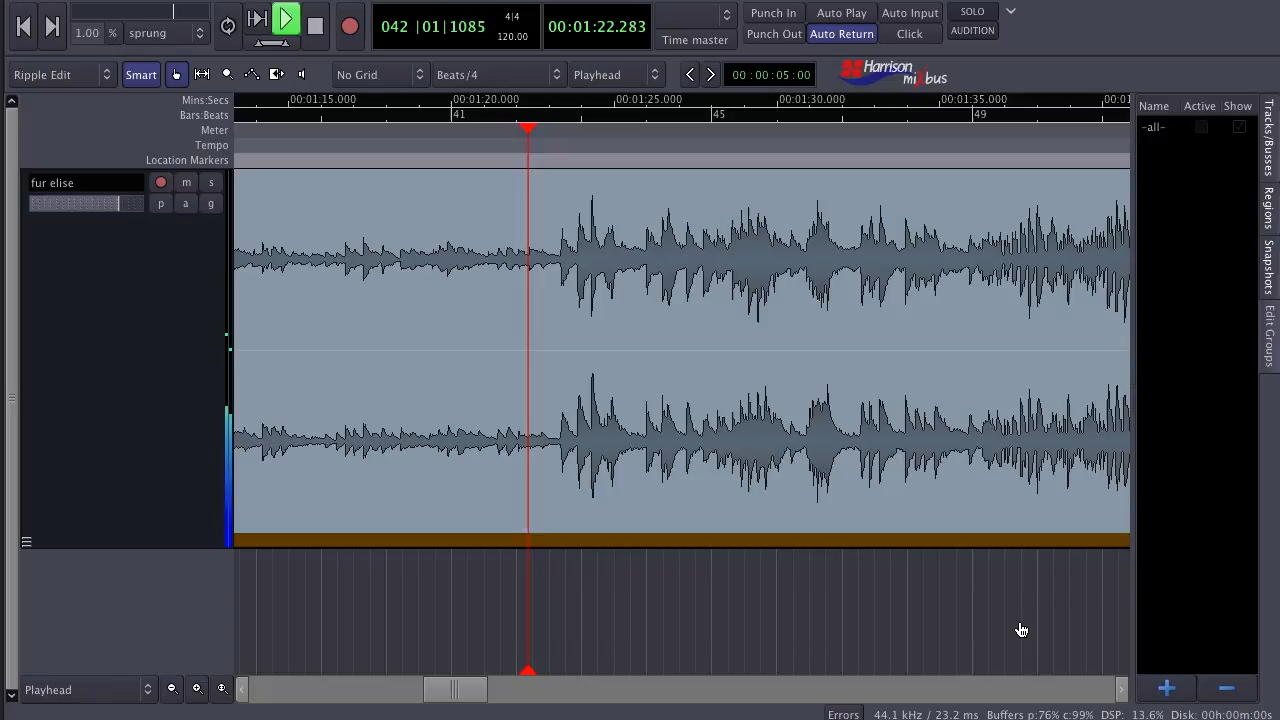 1.00 % sprung
042 |01|1085
4|4
120.00
00:01:22.283
Time master
Punch In Auto Play Auto Input
Punch Out Auto Return Click
SOLO
AUDITION
Ripple Edit Smart No Grid Beats/4 Playhead 00:00:05:00 Harrison mixbus
Mins:Secs 00:01:15.000 00:01:20.000 00:01:25.000 00:01:30.000 00:01:35.000 00:01
Bars:Beats 41 45 49
Meter
Tempo
Location Markers
Name Active Show
-all-
fur elise m s
p a g
Tracks/Busses
Regions
Snapshots
Edit Groups
Playhead
Errors 44.1 kHz / 23.2 ms Buffers p:76% c:99% DSP: 13.6% Disk: 00h:00m:00s